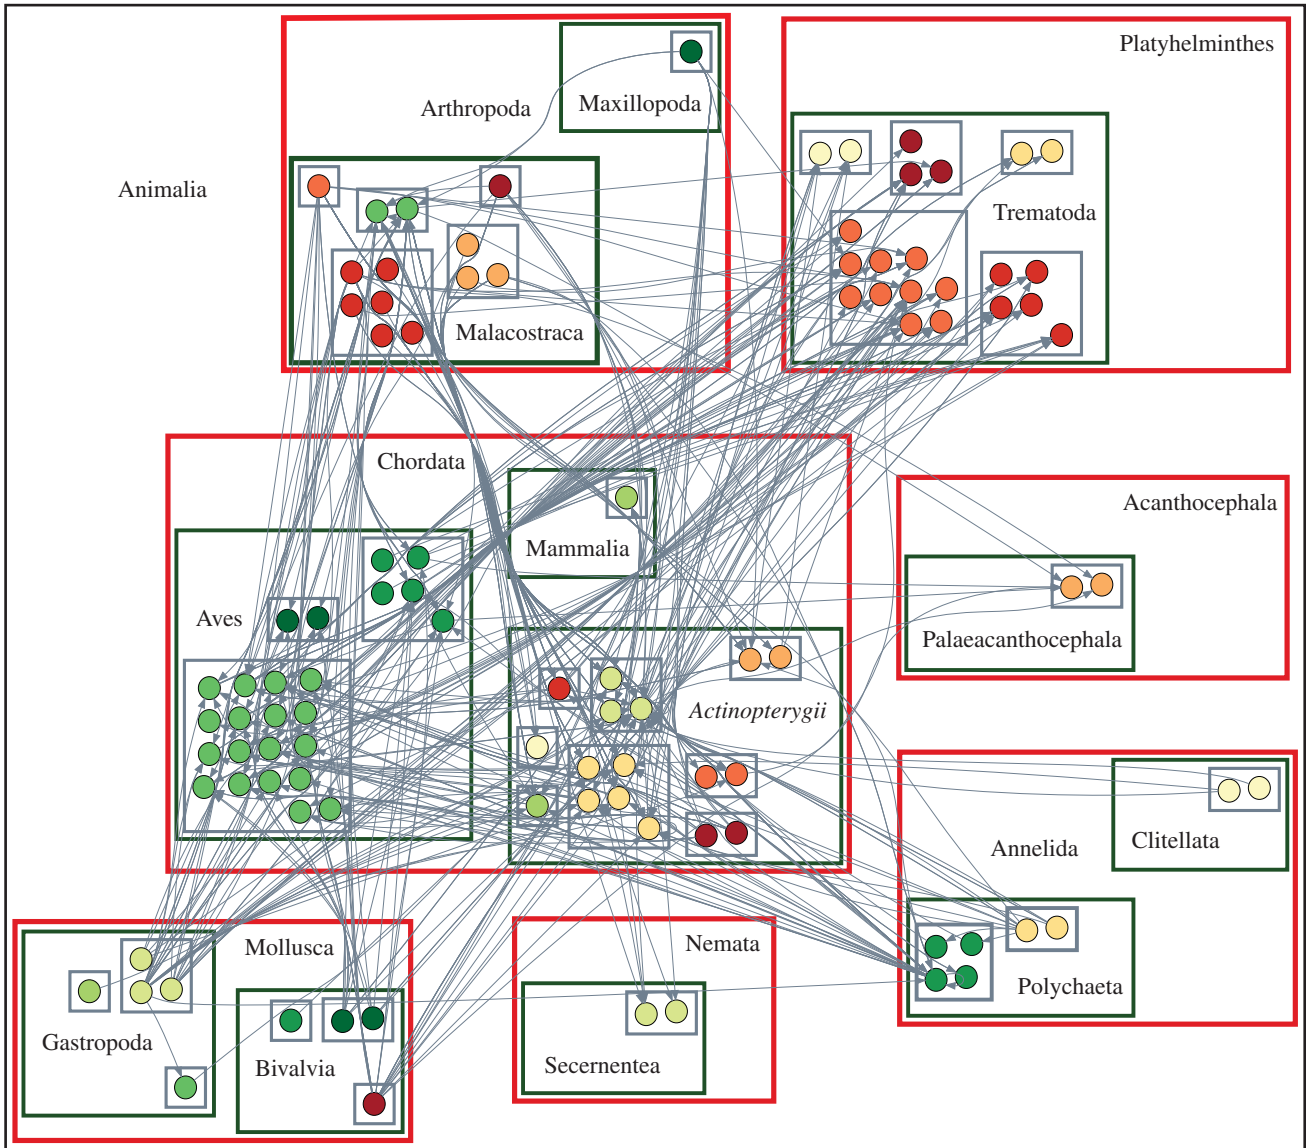 Platyhelminthes
Maxillopoda
Arthropoda
Animalia
Trematoda
Malacostraca
Chordata
Acanthocephala
Mammalia
Aves
Palaeacanthocephala
Actinopterygii
Clitellata
Annelida
Mollusca
Nemata
Polychaeta
Gastropoda
Bivalvia
Secernentea